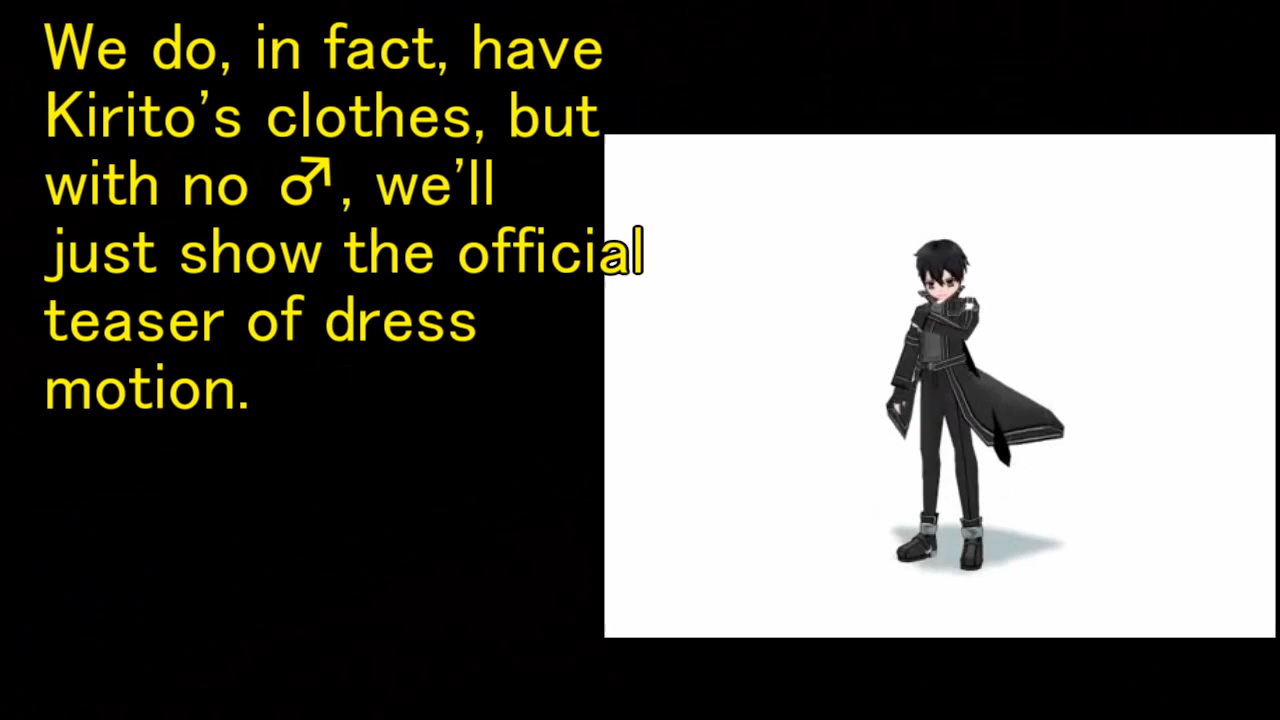 We do, in fact, have
Kirito's clothes, but
with no ♂, we'll
just show the official
teaser of dress
motion.